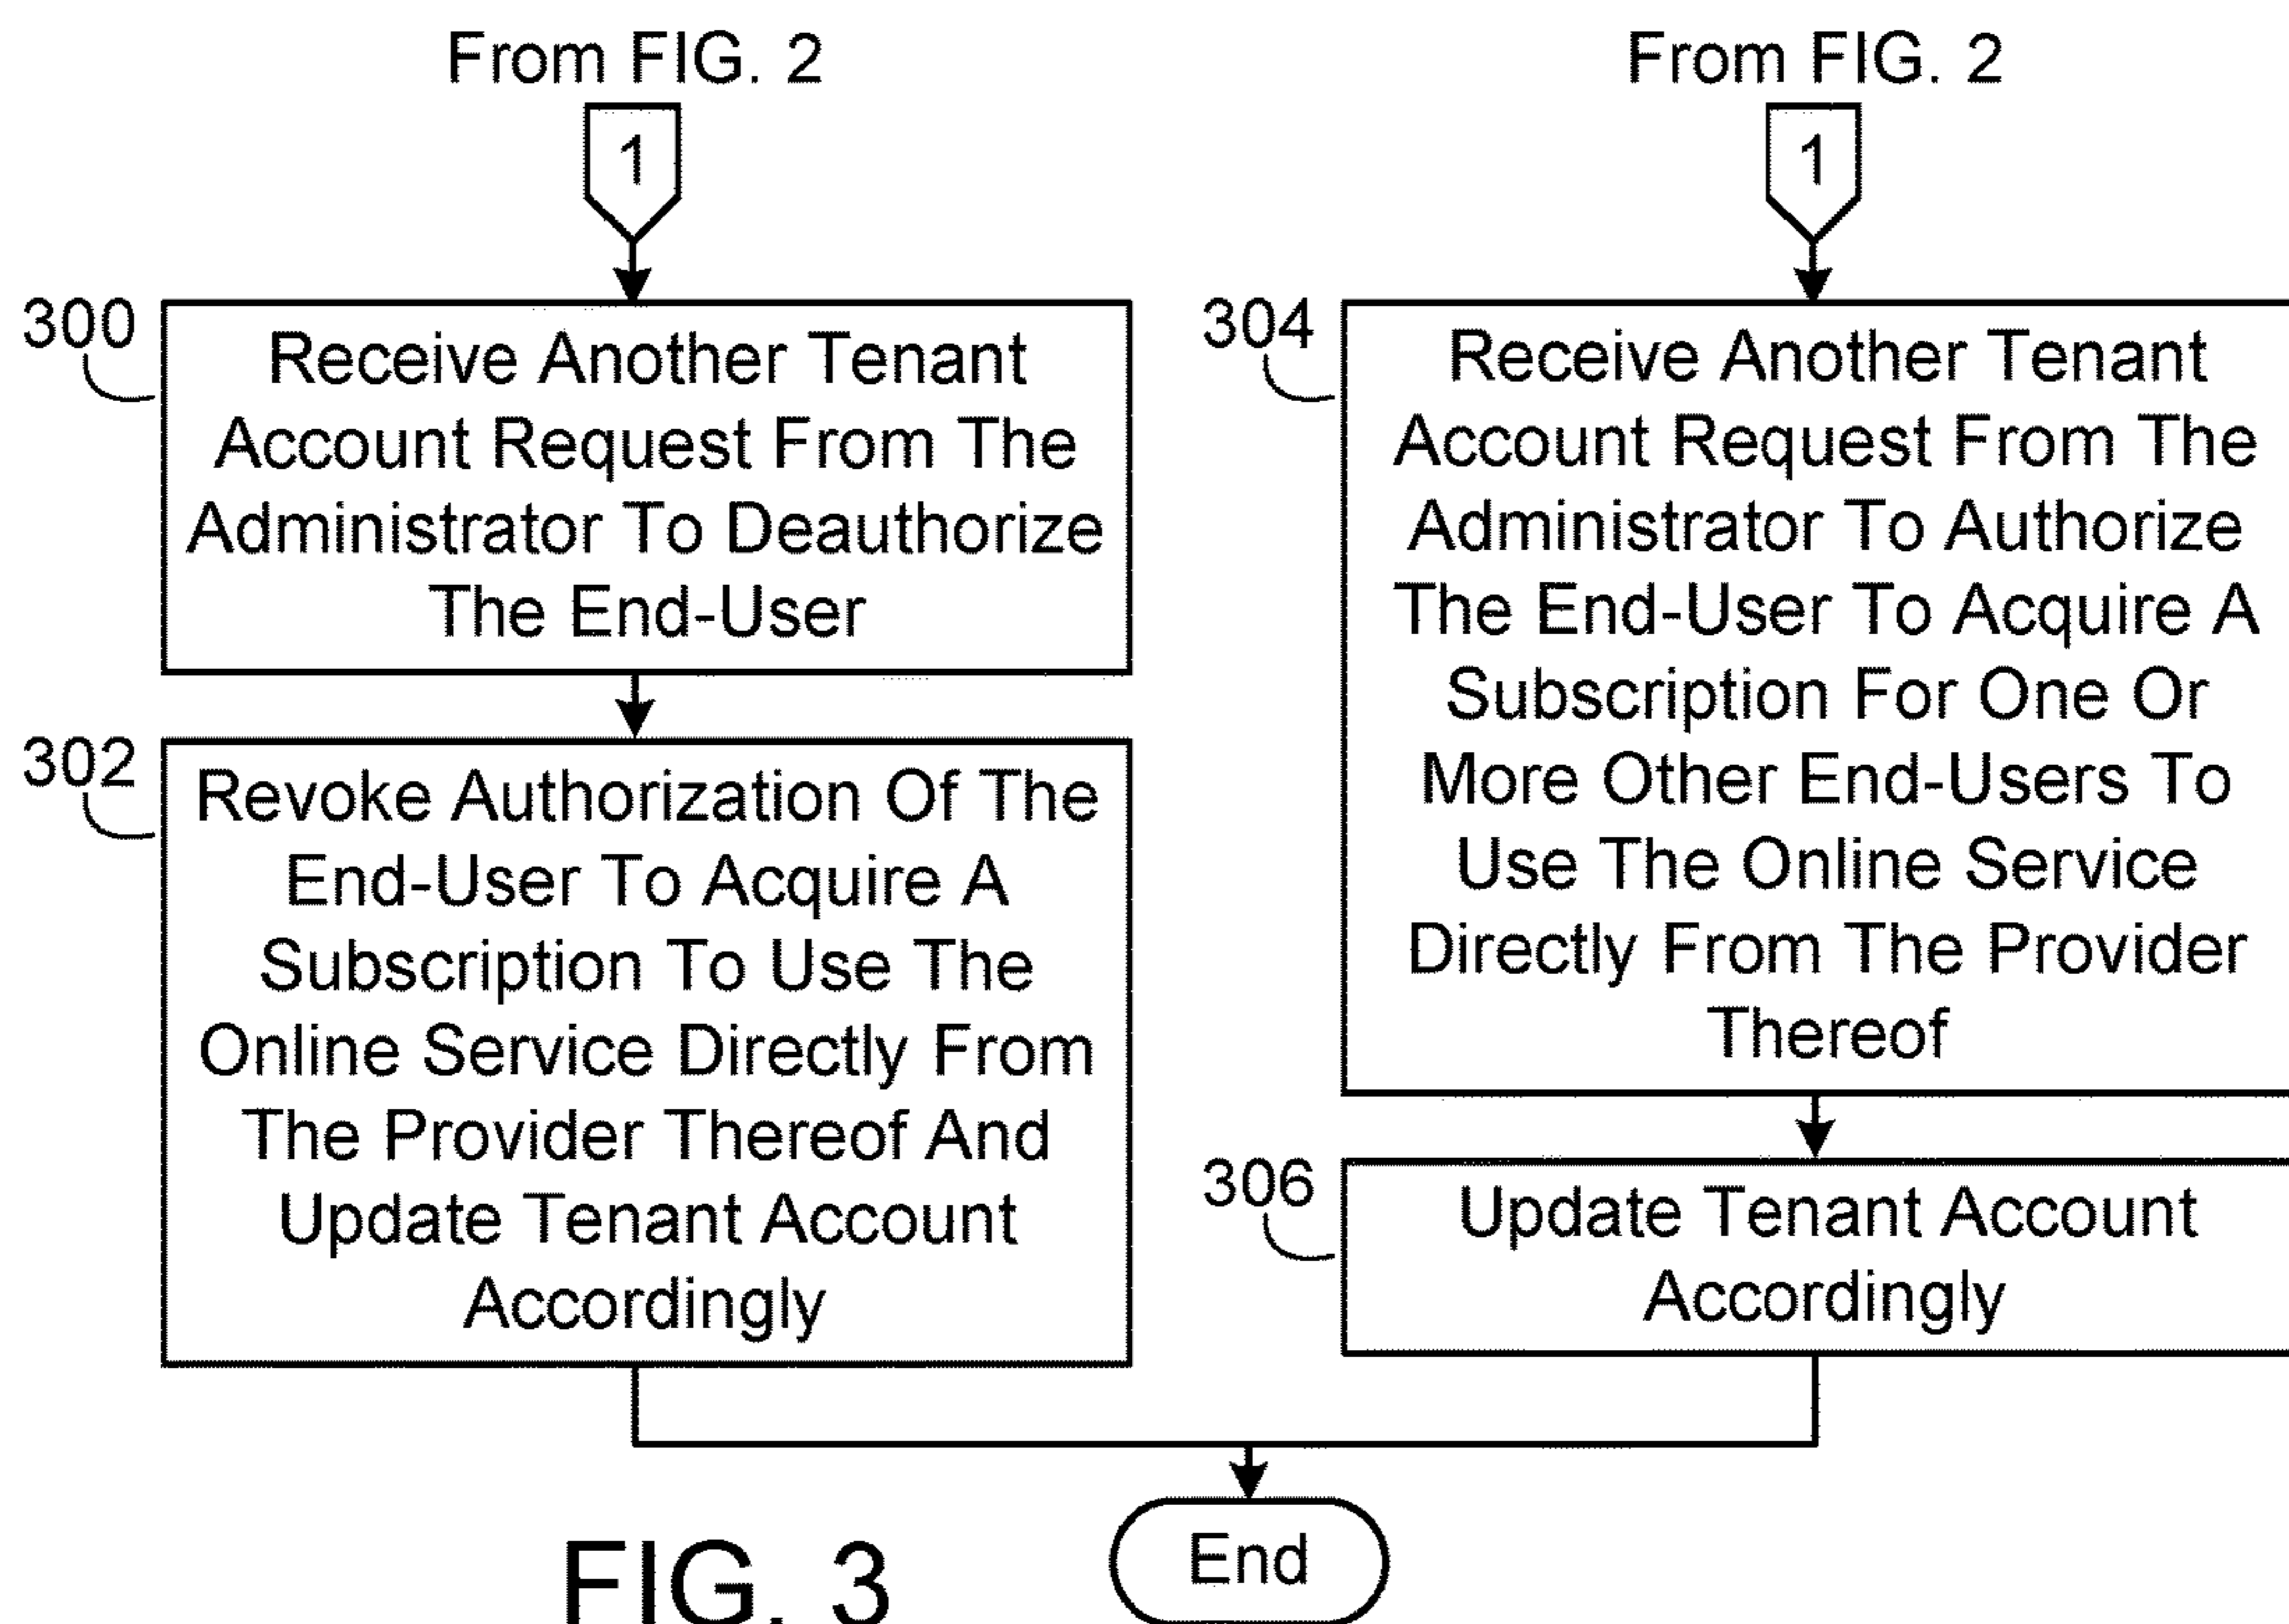 From FIG. 2
1
300
Receive Another Tenant
Account Request From The
Administrator To Deauthorize
The End-User
302
Revoke Authorization Of The
End-User To Acquire A
Subscription To Use The
Online Service Directly From
The Provider Thereof And
Update Tenant Account
Accordingly
From FIG. 2
1
304
Receive Another Tenant
Account Request From The
Administrator To Authorize
The End-User To Acquire A
Subscription For One Or
More Other End-Users To
Use The Online Service
Directly From The Provider
Thereof
306
Update Tenant Account
Accordingly
End
FIG. 3